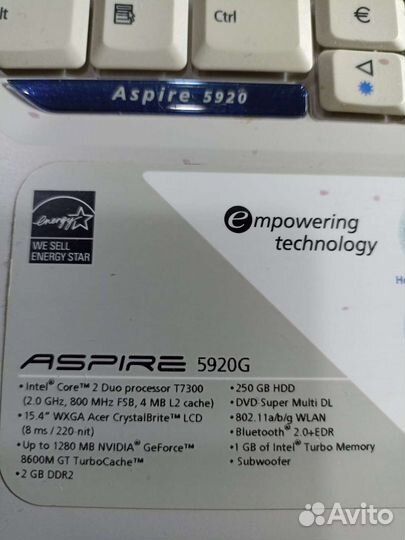 lt
Ctrl
€
Aspire 5920
energy
WE SELL
ENERGY STAR
empowering
technology
ASPIRE 5920G
• Intel® Core™ 2 Duo processor T7300
(2.0 GHz, 800 MHz FSB, 4 MB L2 cache)
• 15.4" WXGA Acer CrystalBrite™ LCD
(8 ms / 220-nit)
• Up to 1280 MB NVIDIA® GeForce™
8600M GT TurboCache™
• 2 GB DDR2
• 250 GB HDD
• DVD-Super Multi DL
• 802.11a/b/g WLAN
• Bluetooth® 2.0+EDR
• 1 GB of Intel® Turbo Memory
• Subwoofer
Avito